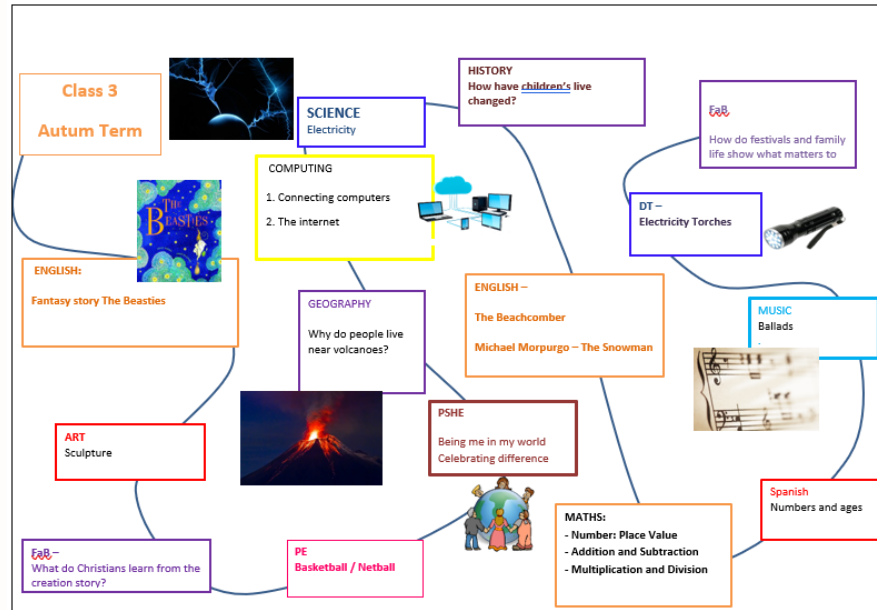 Class 3
Autum Term
SCIENCE
Electricity
HISTORY
How have children's live
changed?
FaB
How do festivals and family
life show what matters to
COMPUTING
1. Connecting computers
2. The internet
THE
BEASTIES
DT –
Electricity Torches
ENGLISH:
Fantasy story The Beasties
GEOGRAPHY
Why do people live
near volcanoes?
ENGLISH –
The Beachcomber
Michael Morpurgo – The Snowman
MUSIC
Ballads
.
ART
Sculpture
PSHE
Being me in my world
Celebrating difference
Spanish
Numbers and ages
MATHS:
- Number: Place Value
- Addition and Subtraction
- Multiplication and Division
FaB –
What do Christians learn from the
creation story?
PE
Basketball / Netball